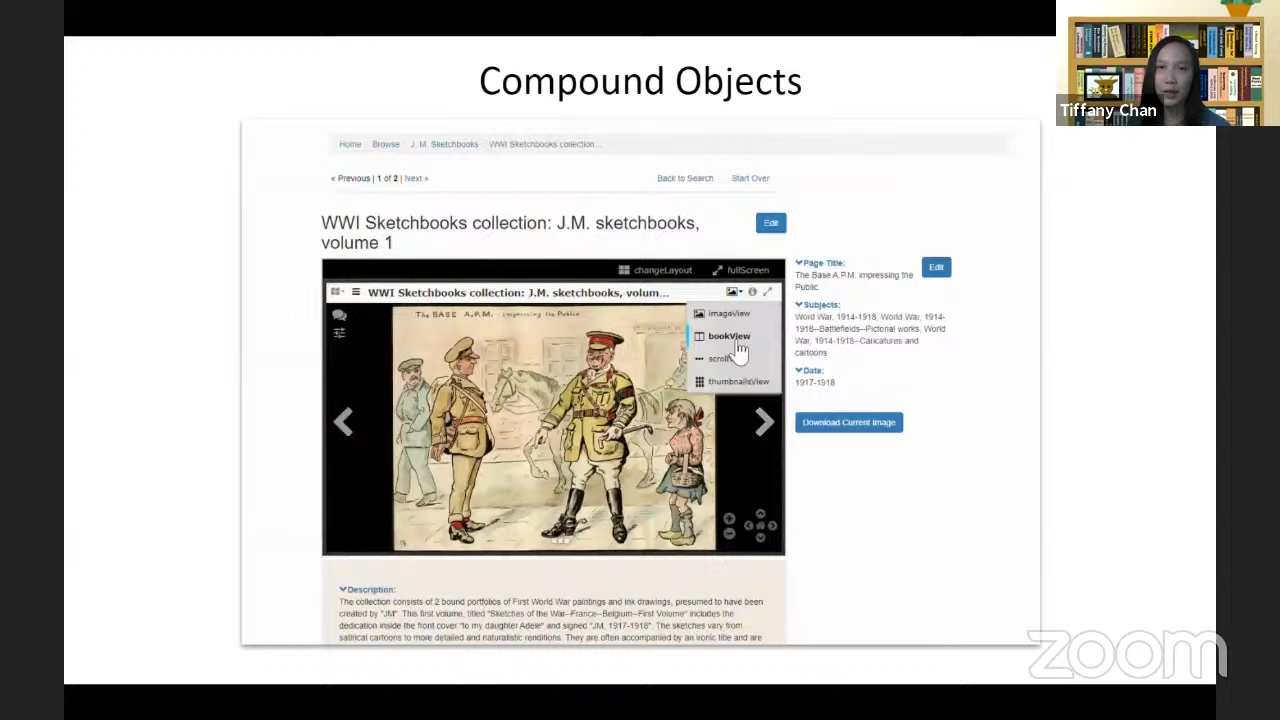 Compound Objects
Tiffany Chan
Home Browse J. M. Sketchbooks WWI Sketchbooks collection...
« Previous | 1 of 2 | Next »
Back to Search Start Over
WWI Sketchbooks collection: J.M. sketchbooks,
volume 1
Edit
changeLayout fullScreen
WWI Sketchbooks collection: J.M. sketchbooks, volum...
The BASE A.P.M. impressing the Public
imageView
bookView
scroll
thumbnailsView
Page Title:
Edit
The Base A.P.M. impressing the
Public
Subjects:
Word War, 1914-1918, World War, 1914-
1918--Battlefields--Pictorial works, World
War, 1914-1918--Caricatures and
cartoons
Date:
1917-1918
Download Current Image
Description:
The collection consists of 2 bound portfolios of First World War paintings and ink drawings, presumed to have been
created by "JM". This first volume, titled "Sketches of the War--France--Belgium--First Volume" includes the
dedication inside the front cover "to my daughter Adele" and signed "JM, 1917-1918". The sketches vary from
satirical cartoons to more detailed and naturalistic renditions. They are often accompanied by an ironic title and are
zoom